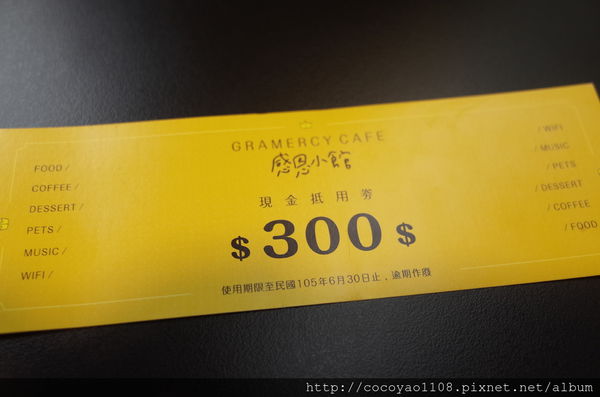 GRAMERCY CAFE
感恩小館
現金抵用券
$300$
使用期限至民國105年6月30日止，逾期作廢
FOOD /
COFFEE /
DESSERT /
PETS /
MUSIC /
WIFI /
/ WIFI
/ MUSIC
/ PETS
/ DESSERT
/ COFFEE
/ FOOD
http://cocoyao1108.pixnet.net/album